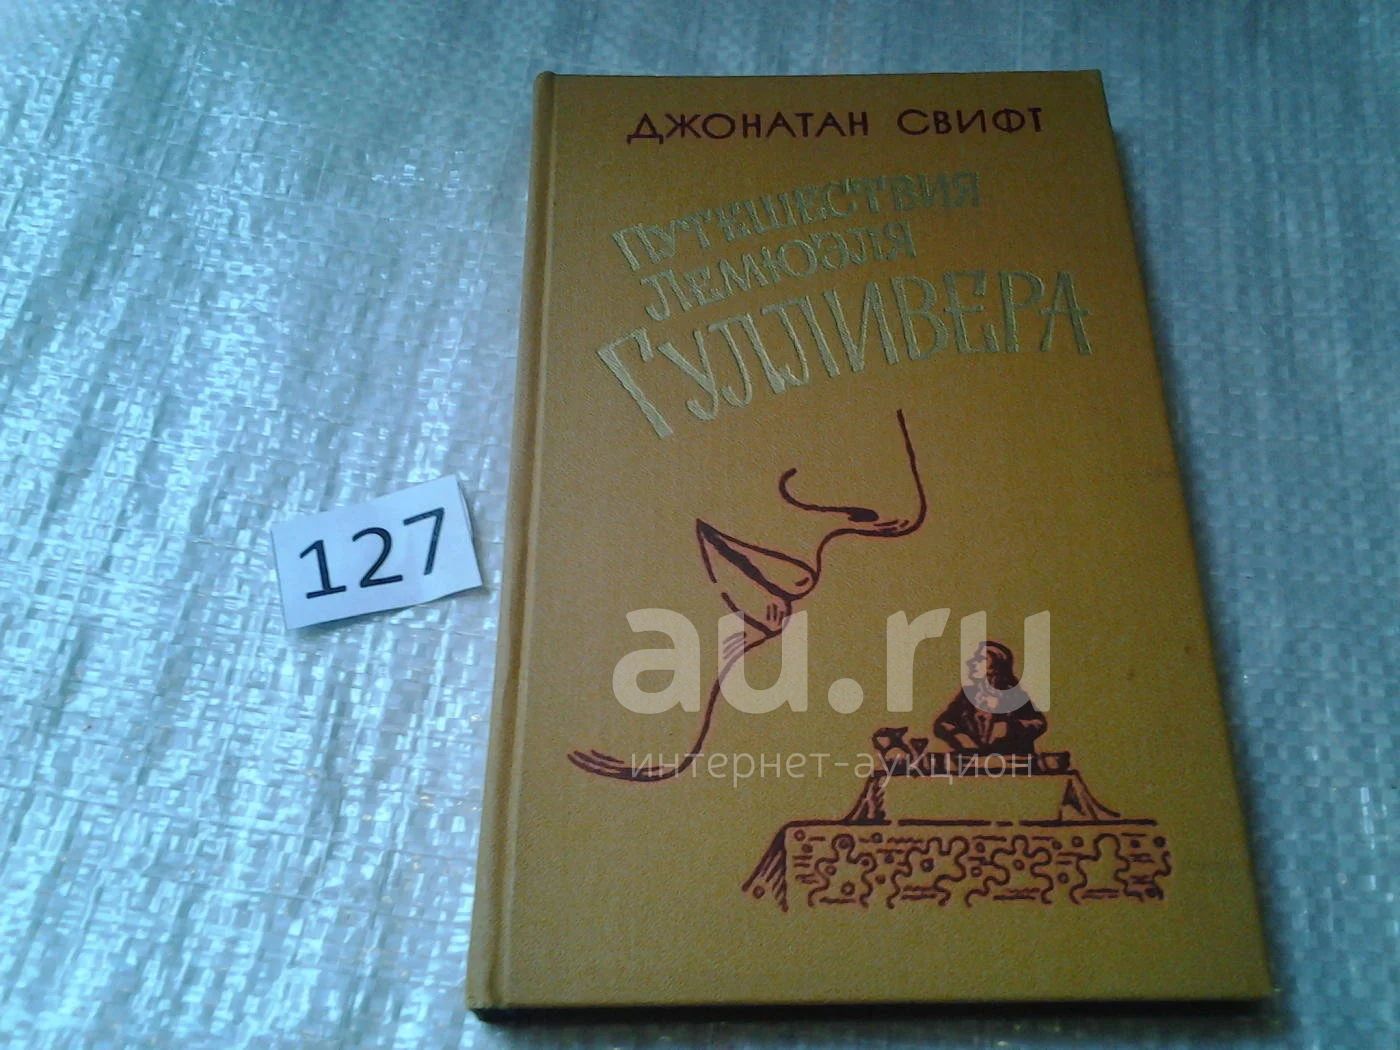 ДЖОНАТАН СВИФТ
ПУТЕШЕСТВИЯ
ЛЕМЮЭЛЯ
ГУЛЛИВЕРА
127
au.ru
интернет-аукцион